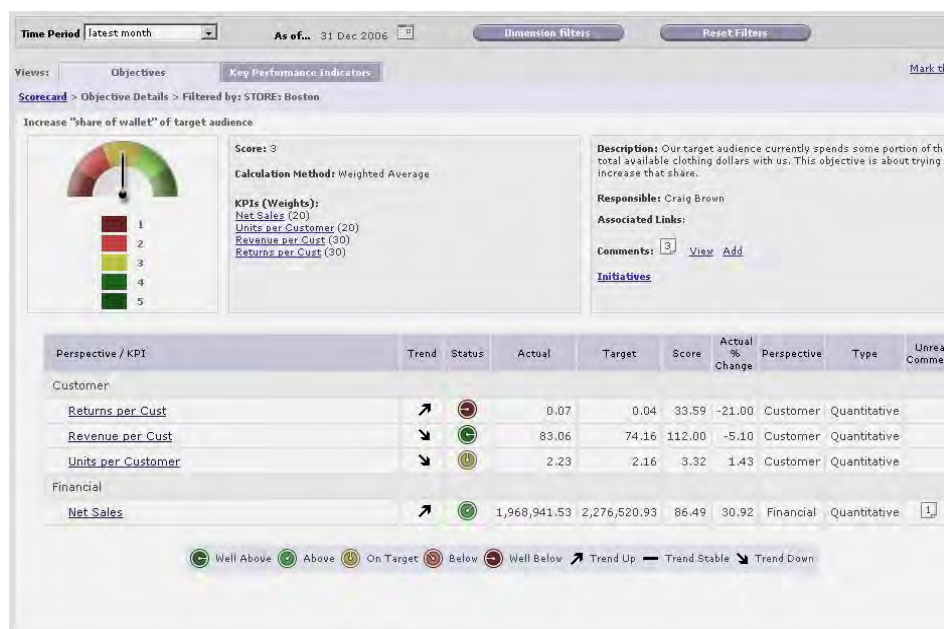 Time Period latest month As of... 31 Dec 2006 Dimension filters Reset Filters
Views: Objectives Key Performance Indicators Mark th
Scorecard > Objective Details > Filtered by: STORE: Boston
Increase "share of wallet" of target audience
1
2
3
4
5
Score: 3
Calculation Method: Weighted Average
KPIs (Weights):
Net Sales (20)
Units per Customer (20)
Revenue per Cust (30)
Returns per Cust (30)
Description: Our target audience currently spends some portion of th
total available clothing dollars with us. This objective is about trying
increase that share.
Responsible: Craig Brown
Associated Links:
Comments: 3 View Add
Initiatives
Perspective / KPI Trend Status Actual Target Score Actual % Change Perspective Type Unrea Comme
Customer
Returns per Cust 0.07 0.04 33.59 -21.00 Customer Quantitative
Revenue per Cust 83.06 74.16 112.00 -5.10 Customer Quantitative
Units per Customer 2.23 2.16 3.32 1.43 Customer Quantitative
Financial
Net Sales 1,968,941.53 2,276,520.93 86.49 30.92 Financial Quantitative 1
Well Above Above On Target Below Well Below Trend Up Trend Stable Trend Down